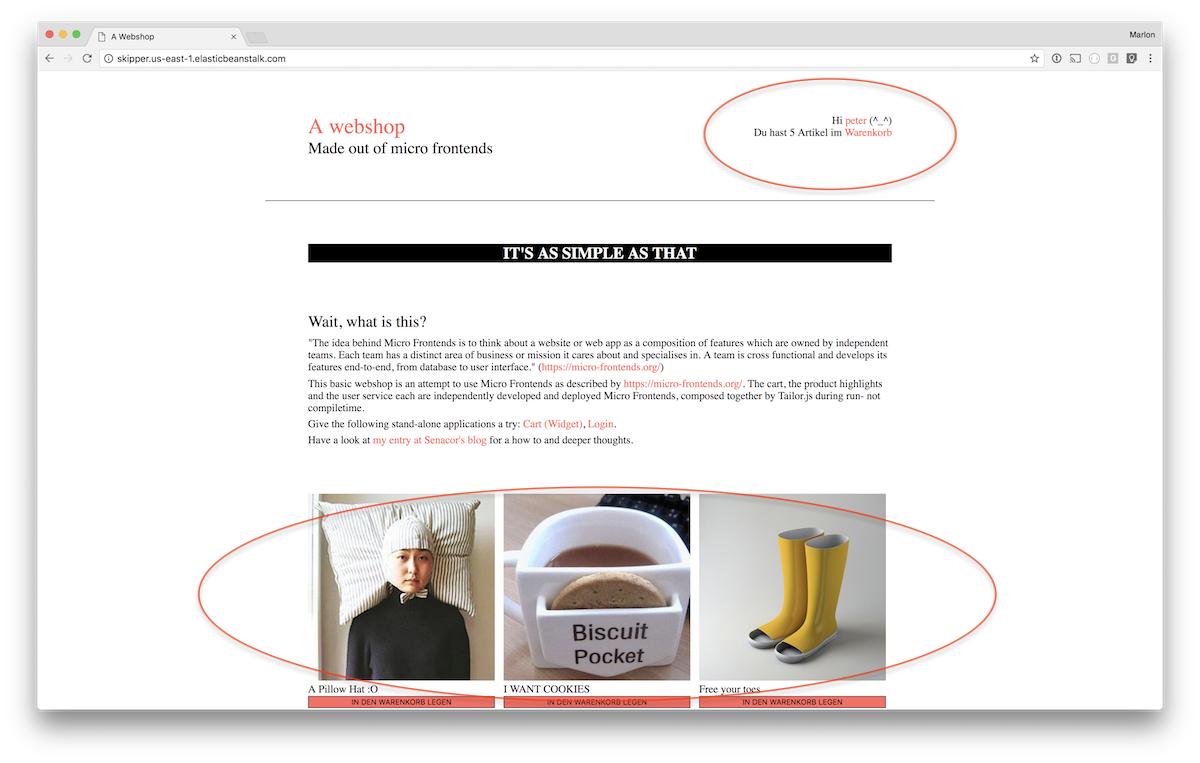 A Webshop
Marlon
skipper.us-east-1.elasticbeanstalk.com
A webshop
Made out of micro frontends
Hi peter (^_^)
Du hast 5 Artikel im Warenkorb
IT'S AS SIMPLE AS THAT
Wait, what is this?
"The idea behind Micro Frontends is to think about a website or web app as a composition of features which are owned by independent
teams. Each team has a distinct area of business or mission it cares about and specialises in. A team is cross functional and develops its
features end-to-end, from database to user interface." (https://micro-frontends.org/)
This basic webshop is an attempt to use Micro Frontends as described by https://micro-frontends.org/. The cart, the product highlights
and the user service each are independently developed and deployed Micro Frontends, composed together by Tailor.js during run- not
compiletime.
Give the following stand-alone applications a try: Cart (Widget), Login.
Have a look at my entry at Senacor's blog for a how to and deeper thoughts.
Biscuit
Pocket
A Pillow Hat :O
I WANT COOKIES
Free your toes
IN DEN WARENKORB LEGEN
IN DEN WARENKORB LEGEN
IN DEN WARENKORB LEGEN